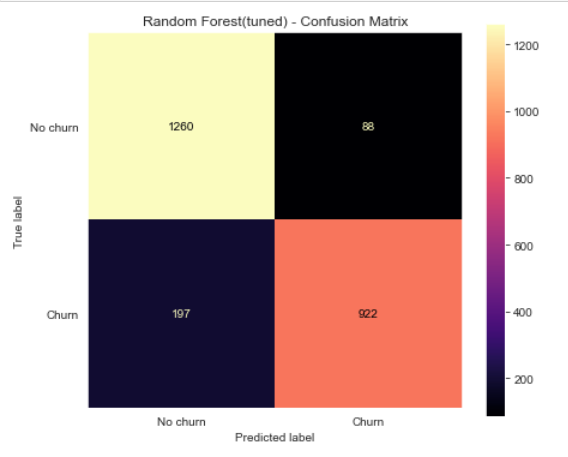 Random Forest(tuned) - Confusion Matrix
No churn
1260
88
Churn
197
922
No churn
Churn
Predicted label
True label
1200
1000
800
600
400
200